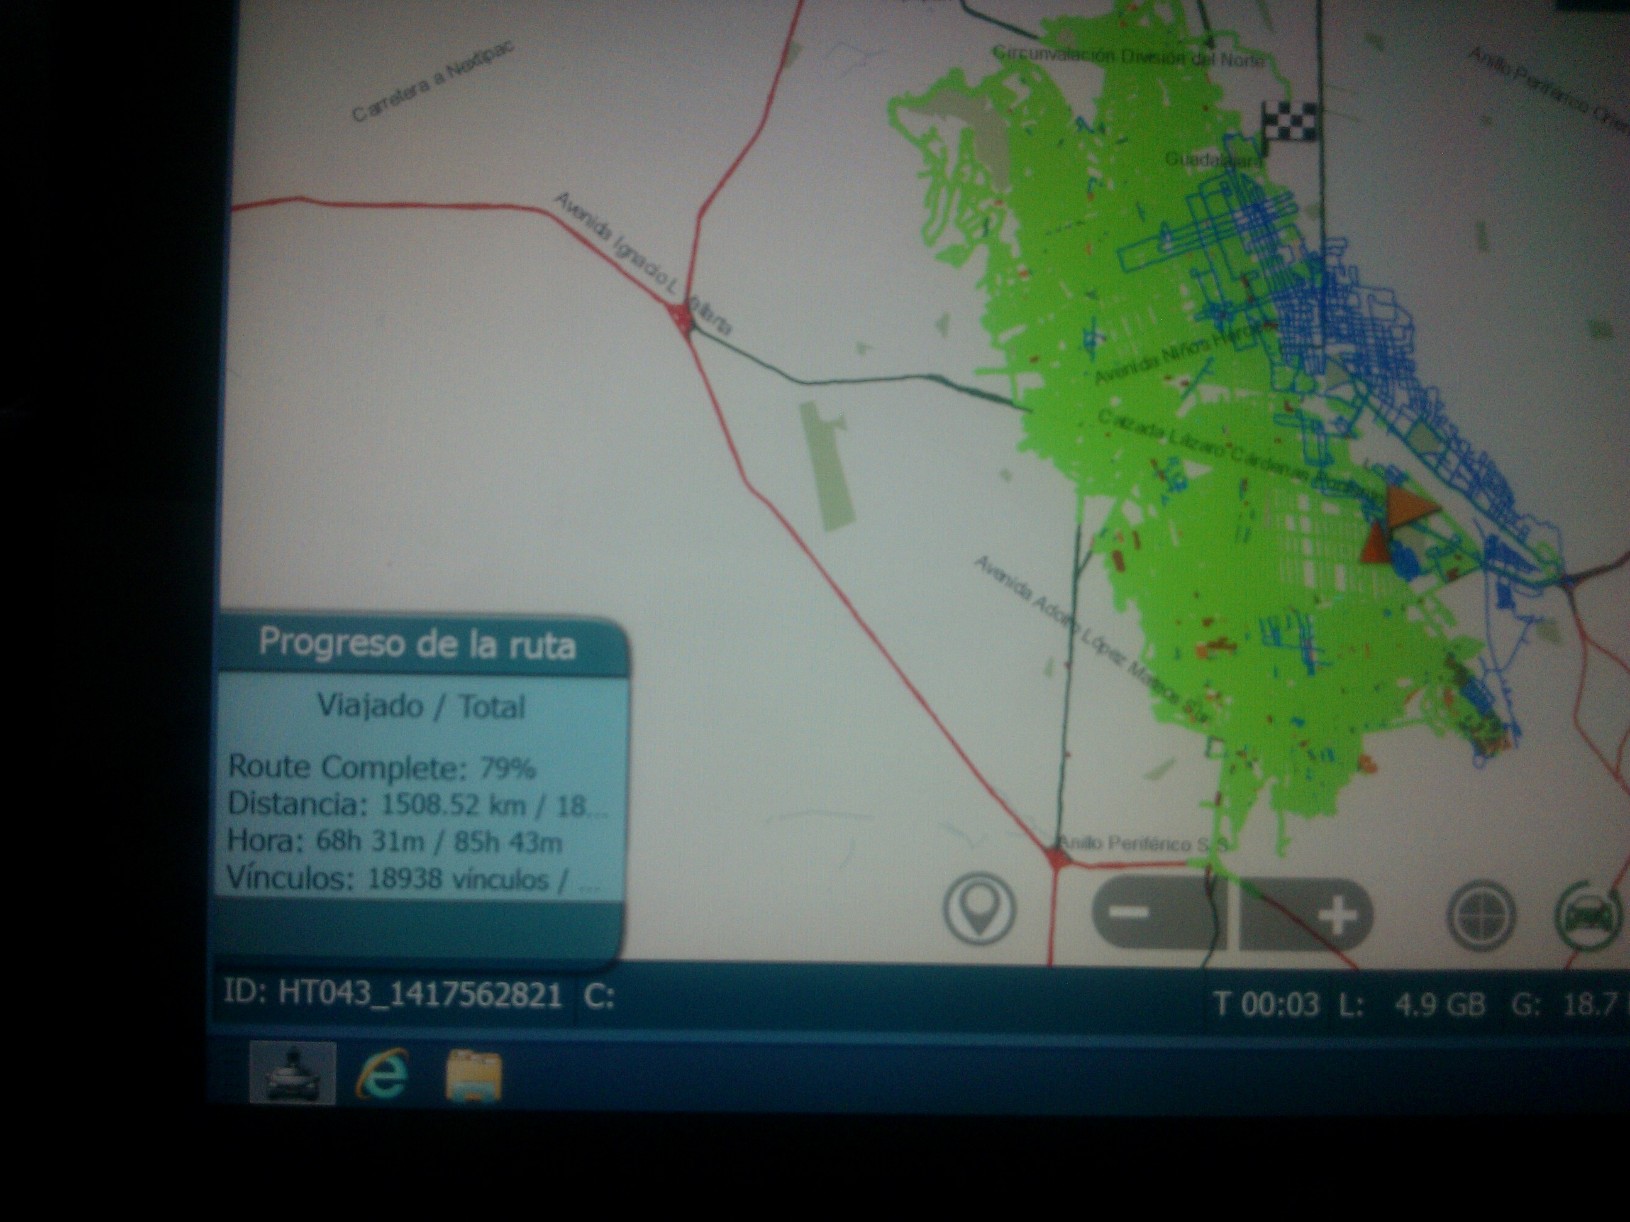 Carretera a Nextipac
Circunvalación División del Norte
Anillo Periférico
Guadalajara
Avenida Ignacio L. Vallarta
Avenida Niños Héroes
Calzada Lázaro Cárdenas
Avenida Adolfo López Mateos Sur
Anillo Periférico S
Progreso de la ruta
Viajado / Total
Route Complete: 79%
Distancia: 1508.52 km / 18...
Hora: 68h 31m / 85h 43m
Vínculos: 18938 vínculos / ...
ID: HT043_1417562821 C:
T 00:03 L: 4.9 GB G: 18.7